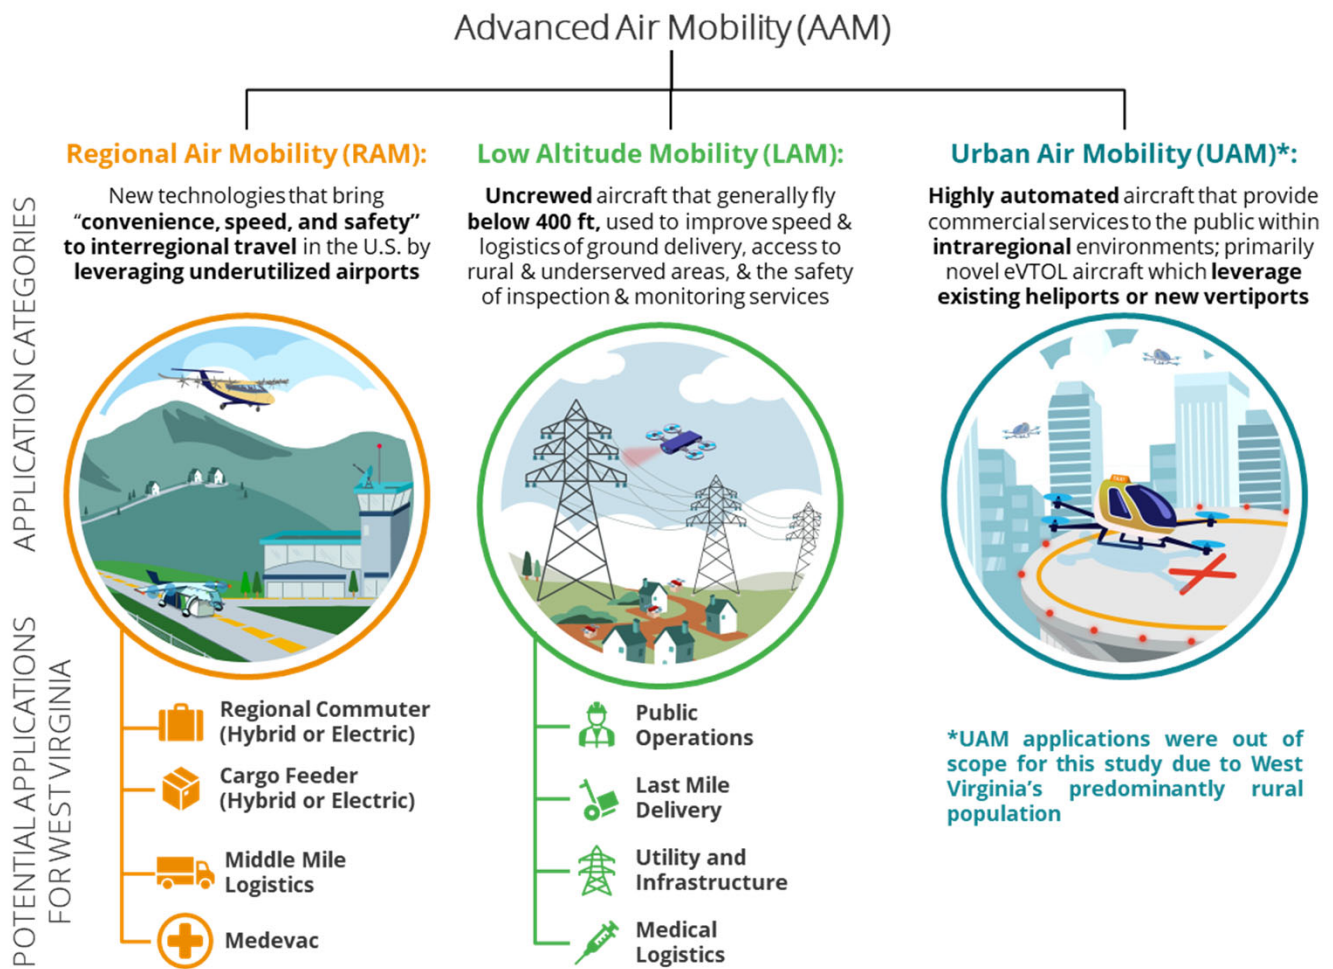 Advanced Air Mobility (AAM)
APPLICATION CATEGORIES
Regional Air Mobility (RAM):
New technologies that bring
“convenience, speed, and safety”
to interregional travel in the U.S. by
leveraging underutilized airports
Low Altitude Mobility (LAM):
Uncrewed aircraft that generally fly
below 400 ft, used to improve speed &
logistics of ground delivery, access to
rural & underserved areas, & the safety
of inspection & monitoring services
Urban Air Mobility (UAM)*:
Highly automated aircraft that provide
commercial services to the public within
intraregional environments; primarily
novel eVTOL aircraft which leverage
existing heliports or new vertiports
TAXI
POTENTIAL APPLICATIONS
FOR WEST VIRGINIA
Regional Commuter
(Hybrid or Electric)
Cargo Feeder
(Hybrid or Electric)
Middle Mile
Logistics
Medevac
Public
Operations
Last Mile
Delivery
Utility and
Infrastructure
Medical
Logistics
*UAM applications were out of
scope for this study due to West
Virginia’s predominantly rural
population